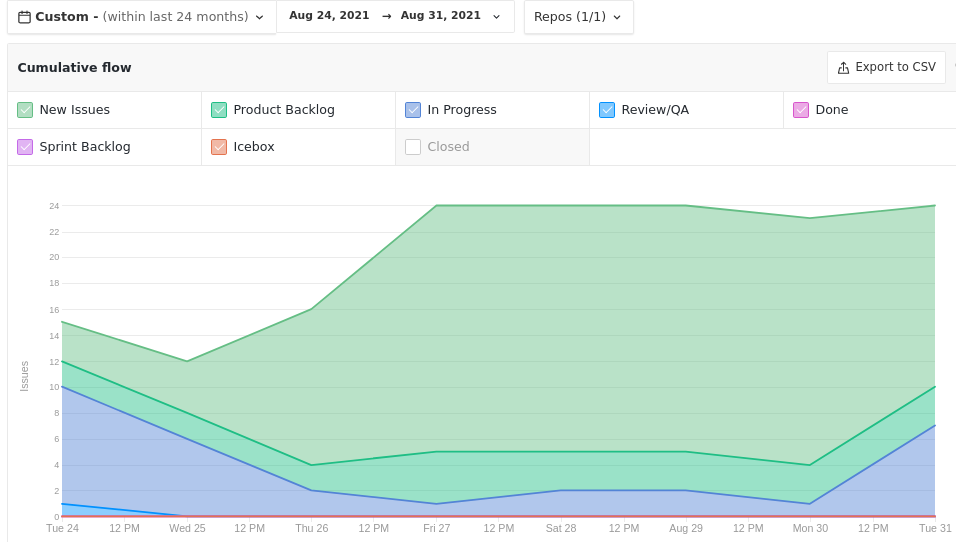 Custom - (within last 24 months)
Aug 24, 2021 → Aug 31, 2021
Repos (1/1)
Cumulative flow
Export to CSV
New Issues
Product Backlog
In Progress
Review/QA
Done
Sprint Backlog
Icebox
Closed
24
22
20
18
16
14
12
10
8
6
4
2
0
Issues
Tue 24 12 PM Wed 25 12 PM Thu 26 12 PM Fri 27 12 PM Sat 28 12 PM Aug 29 12 PM Mon 30 12 PM Tue 31